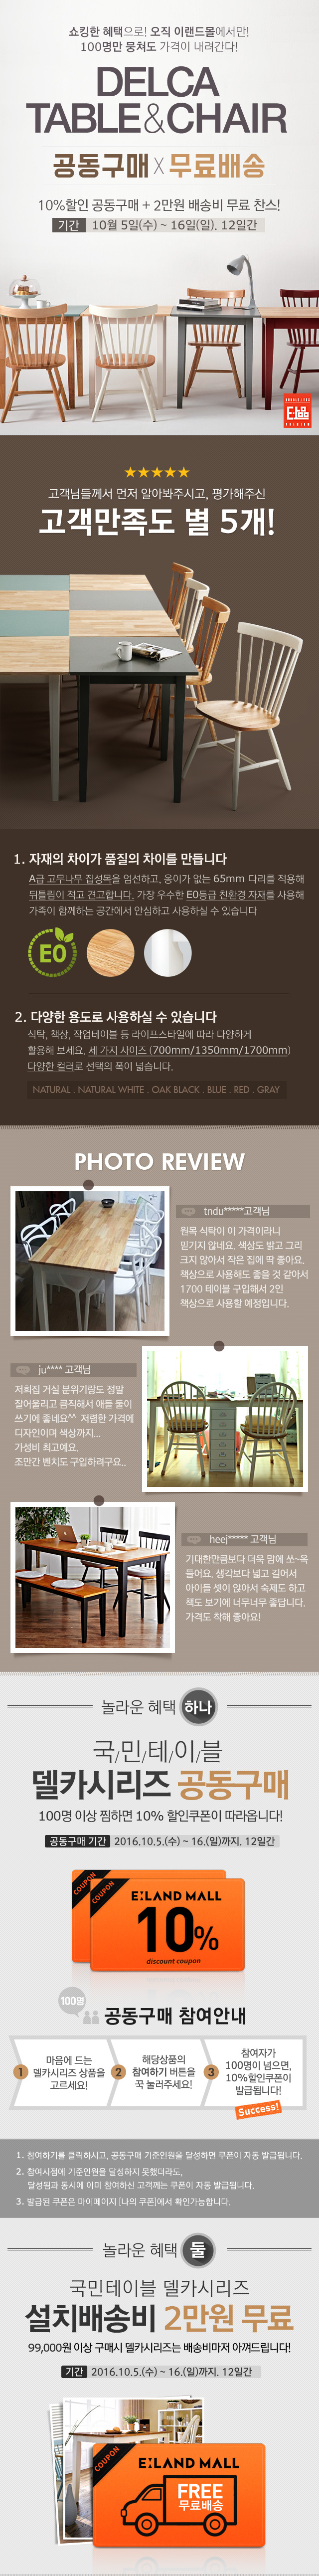 쇼킹한 혜택으로! 오직 이랜드몰에서만!
100명만 뭉쳐도 가격이 내려간다!
DELCA
TABLE&CHAIR
공동구매 X 무료배송
10%할인 공동구매 + 2만원 배송비 무료 찬스!
기간 10월 5일(수) ~ 16일(일), 12일간
PREMIUM
★★★★★
고객님들께서 먼저 알아봐주시고, 평가해주신
고객만족도 별 5개!
1. 자재의 차이가 품질의 차이를 만듭니다
A급 고무나무 집성목을 엄선하고, 옹이가 없는 65mm 다리를 적용해
뒤틀림이 적고 견고합니다. 가장 우수한 E0등급 친환경 자재를 사용해
가족이 함께하는 공간에서 안심하고 사용하실 수 있습니다
E0
2. 다양한 용도로 사용하실 수 있습니다
식탁, 책상, 작업테이블 등 라이프스타일에 따라 다양하게
활용해 보세요. 세 가지 사이즈 (700mm/1350mm/1700mm)
다양한 컬러로 선택의 폭이 넓습니다.
NATURAL . NATURAL WHITE . OAK BLACK . BLUE . RED . GRAY
PHOTO REVIEW
tndu*****고객님
원목 식탁이 이 가격이라니
믿기지 않네요. 색상도 밝고 그리
크지 않아서 작은 집에 딱 좋아요.
책상으로 사용해도 좋을 것 같아서
1700 테이블 구입해서 2인
책상으로 사용할 예정입니다.
ju**** 고객님
저희집 거실 분위기랑도 정말
잘어울리고 큼직해서 애들 둘이
쓰기에 좋네요^^ 저렴한 가격에
디자인이며 색상까지...
가성비 최고예요.
조만간 벤치도 구입하려구요..
heej***** 고객님
기대한만큼보다 더욱 맘에 쏘~옥
들어요. 생각보다 넓고 길어서
아이들 셋이 앉아서 숙제도 하고
책도 보기에 너무너무 좋답니다.
가격도 착해 좋아요!
놀라운 혜택 하나
국/민/테/이/블
델카시리즈 공동구매
100명 이상 찜하면 10% 할인쿠폰이 따라옵니다!
공동구매 기간 2016.10.5.(수) ~ 16.(일)까지, 12일간
COUPON
COUPON
E:LAND MALL
10%
discount coupon
100명
공동구매 참여안내
1 마음에 드는
델카시리즈 상품을
고르세요!
2 해당상품의
참여하기 버튼을
꾹 눌러주세요!
3 참여자가
100명이 넘으면,
10%할인쿠폰이
발급됩니다!
Success!
1. 참여하기를 클릭하시고, 공동구매 기준인원을 달성하면 쿠폰이 자동 발급됩니다.
2. 참여시점에 기준인원을 달성하지 못했더라도,
달성됨과 동시에 이미 참여하신 고객께는 쿠폰이 자동 발급됩니다.
3. 발급된 쿠폰은 마이페이지 [나의 쿠폰]에서 확인가능합니다.
놀라운 혜택 둘
국민테이블 델카시리즈
설치배송비 2만원 무료
99,000원 이상 구매시 델카시리즈는 배송비마저 아껴드립니다!
기간 2016.10.5.(수) ~ 16.(일)까지. 12일간
COUPON
E:LAND MALL
FREE
무료배송